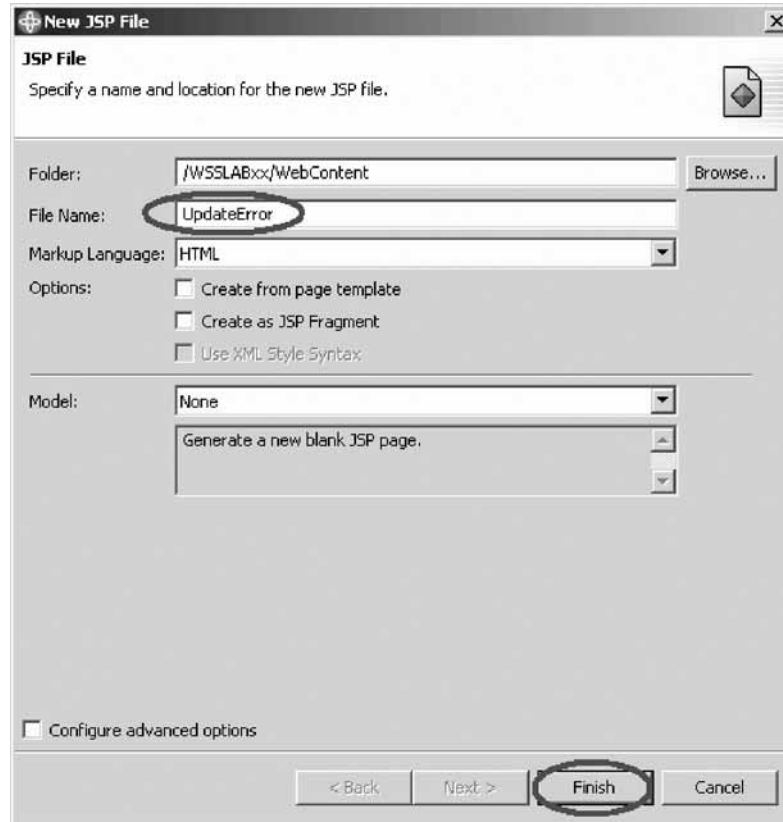 New JSP File
JSP File
Specify a name and location for the new JSP file.
Folder: /WSSLABxx/WebContent Browse...
File Name: UpdateError
Markup Language: HTML
Options: Create from page template
Create as JSP Fragment
Use XML Style Syntax
Model: None
Generate a new blank JSP page.
Configure advanced options
< Back Next > Finish Cancel